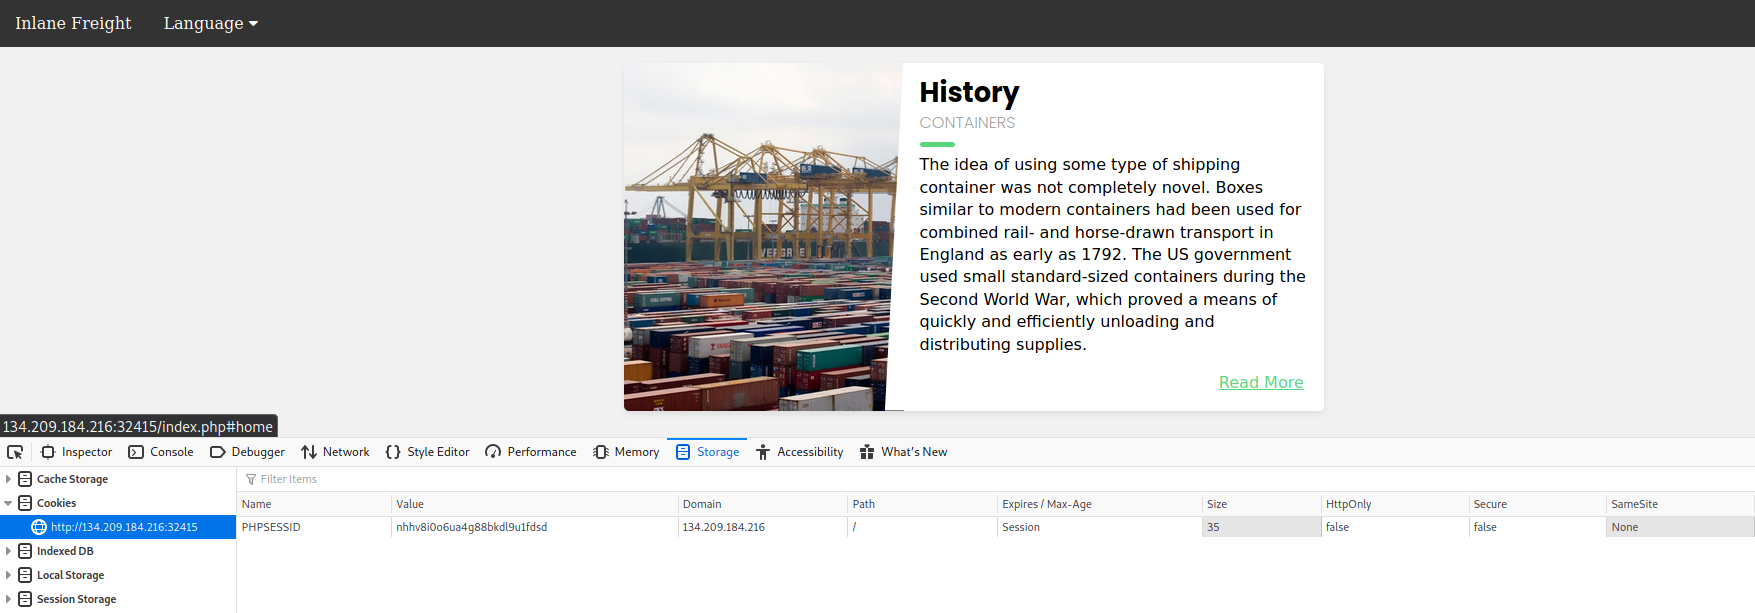 Inlane Freight Language
History
CONTAINERS
The idea of using some type of shipping
container was not completely novel. Boxes
similar to modern containers had been used for
combined rail- and horse-drawn transport in
England as early as 1792. The US government
used small standard-sized containers during the
Second World War, which proved a means of
quickly and efficiently unloading and
distributing supplies.
Read More
134.209.184.216:32415/index.php#home
Inspector Console Debugger Network Style Editor Performance Memory Storage Accessibility What's New
Cache Storage
Cookies
http://134.209.184.216:32415
Indexed DB
Local Storage
Session Storage
Filter Items
Name Value Domain Path Expires / Max-Age Size HttpOnly Secure SameSite
PHPSESSID nhhv8i0o6ua4g88bkdl9u1fdsd 134.209.184.216 / Session 35 false false None